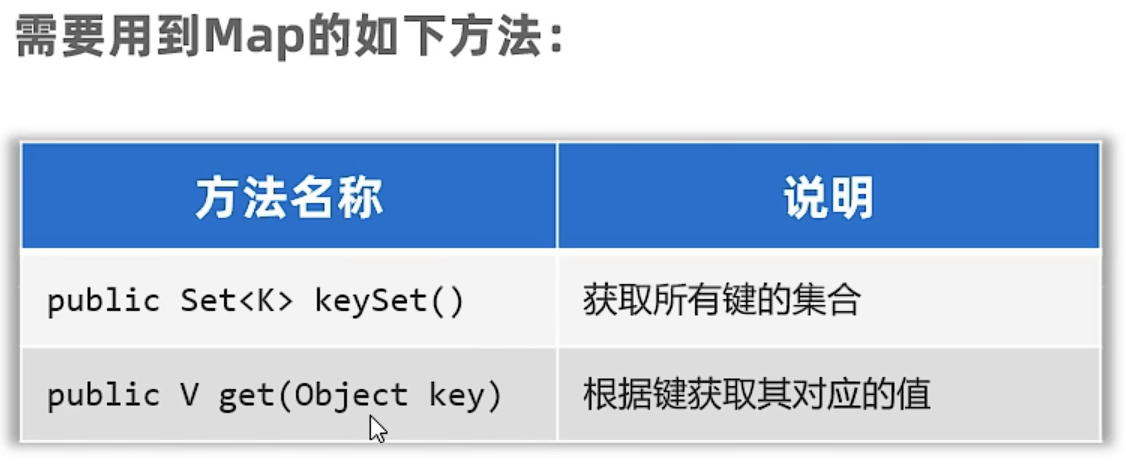 需要用到Map的如下方法：
方法名称 说明
public Set<K> keySet() 获取所有键的集合
public V get(Object key) 根据键获取其对应的值